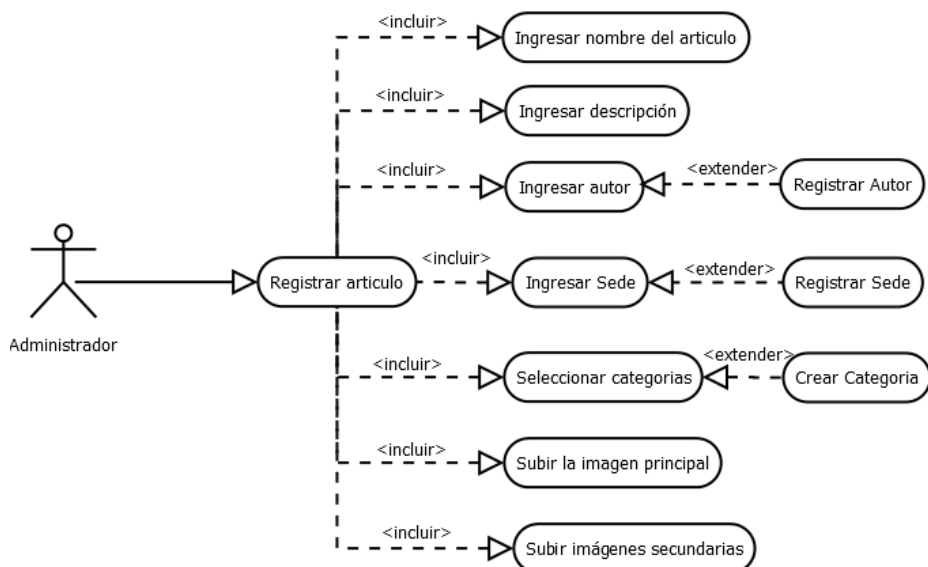 <incluir>
Ingresar nombre del articulo
<incluir>
Ingresar descripción
<incluir>
Ingresar autor
<extender>
Registrar Autor
Administrador
Registrar articulo
<incluir>
Ingresar Sede
<extender>
Registrar Sede
<incluir>
Seleccionar categorias
<extender>
Crear Categoria
<incluir>
Subir la imagen principal
<incluir>
Subir imágenes secundarias